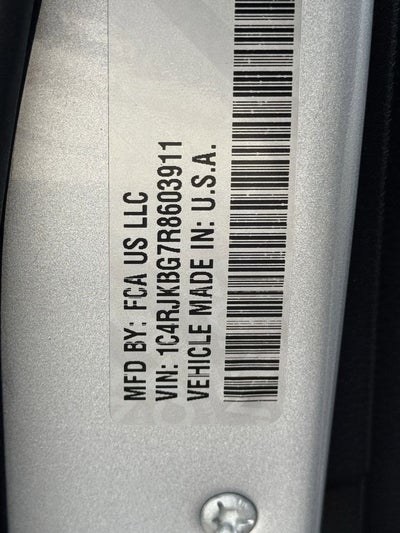 MFD BY: FCA US LLC
VIN: 1C4RJKBG7R8603911
VEHICLE MADE IN: U.S.A.